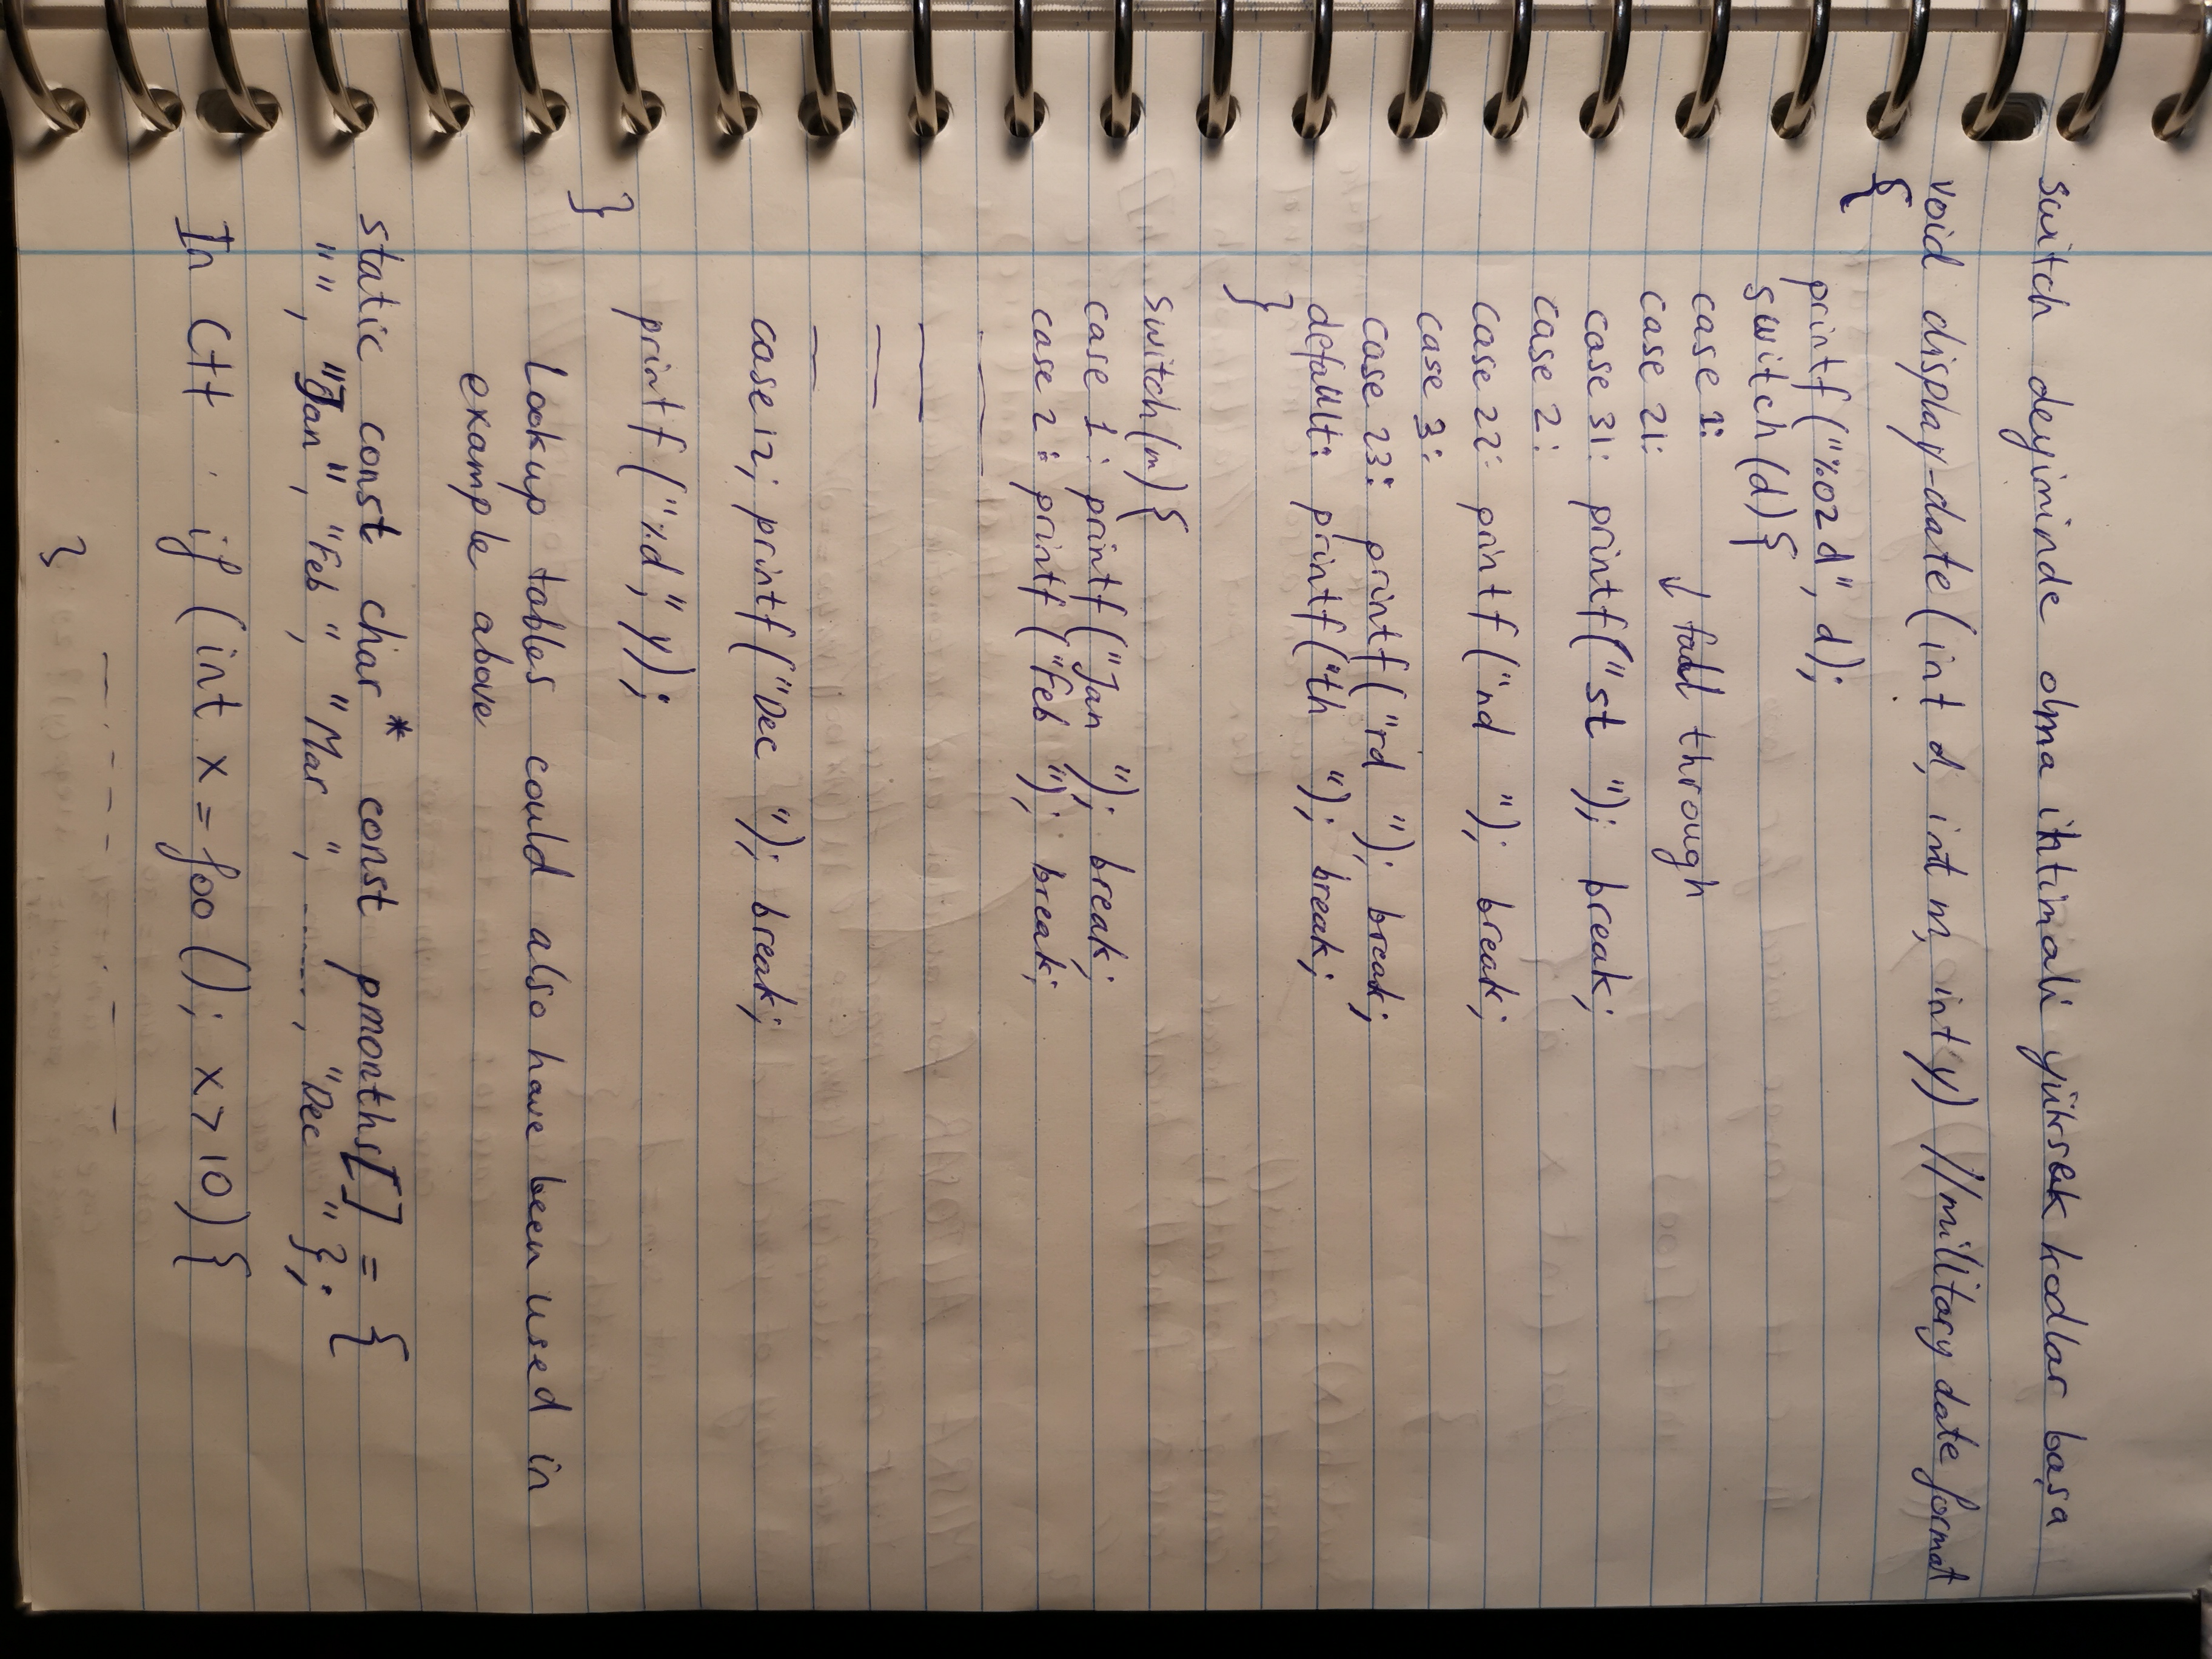 switch deyiminde olma ihtimali yüksek kodlar başa
void display-date (int d, int m, int y) //milltary date format
{
printf("%02d", d);
switch (d) {
case 1:
↓ fall through
case 21:
case 31: printf("st "); break;
case 2:
case 22: printf("nd "); break;
case 3:
case 23: printf("rd "); break;
default: printf("th "); break;
}
switch (m) {
case 1: printf("Jan "); break;
case 2: printf("Feb "); break;
case 12; printf("Dec "); break;
printf("%d", y);
}
Lookup tables could also have been used in
example above
static const char* const pmonths[] = {
"", "Jan", "Feb ", "Mar ", ......, "Dec " };
In C++ if (int x = foo (); x > 10) {
}